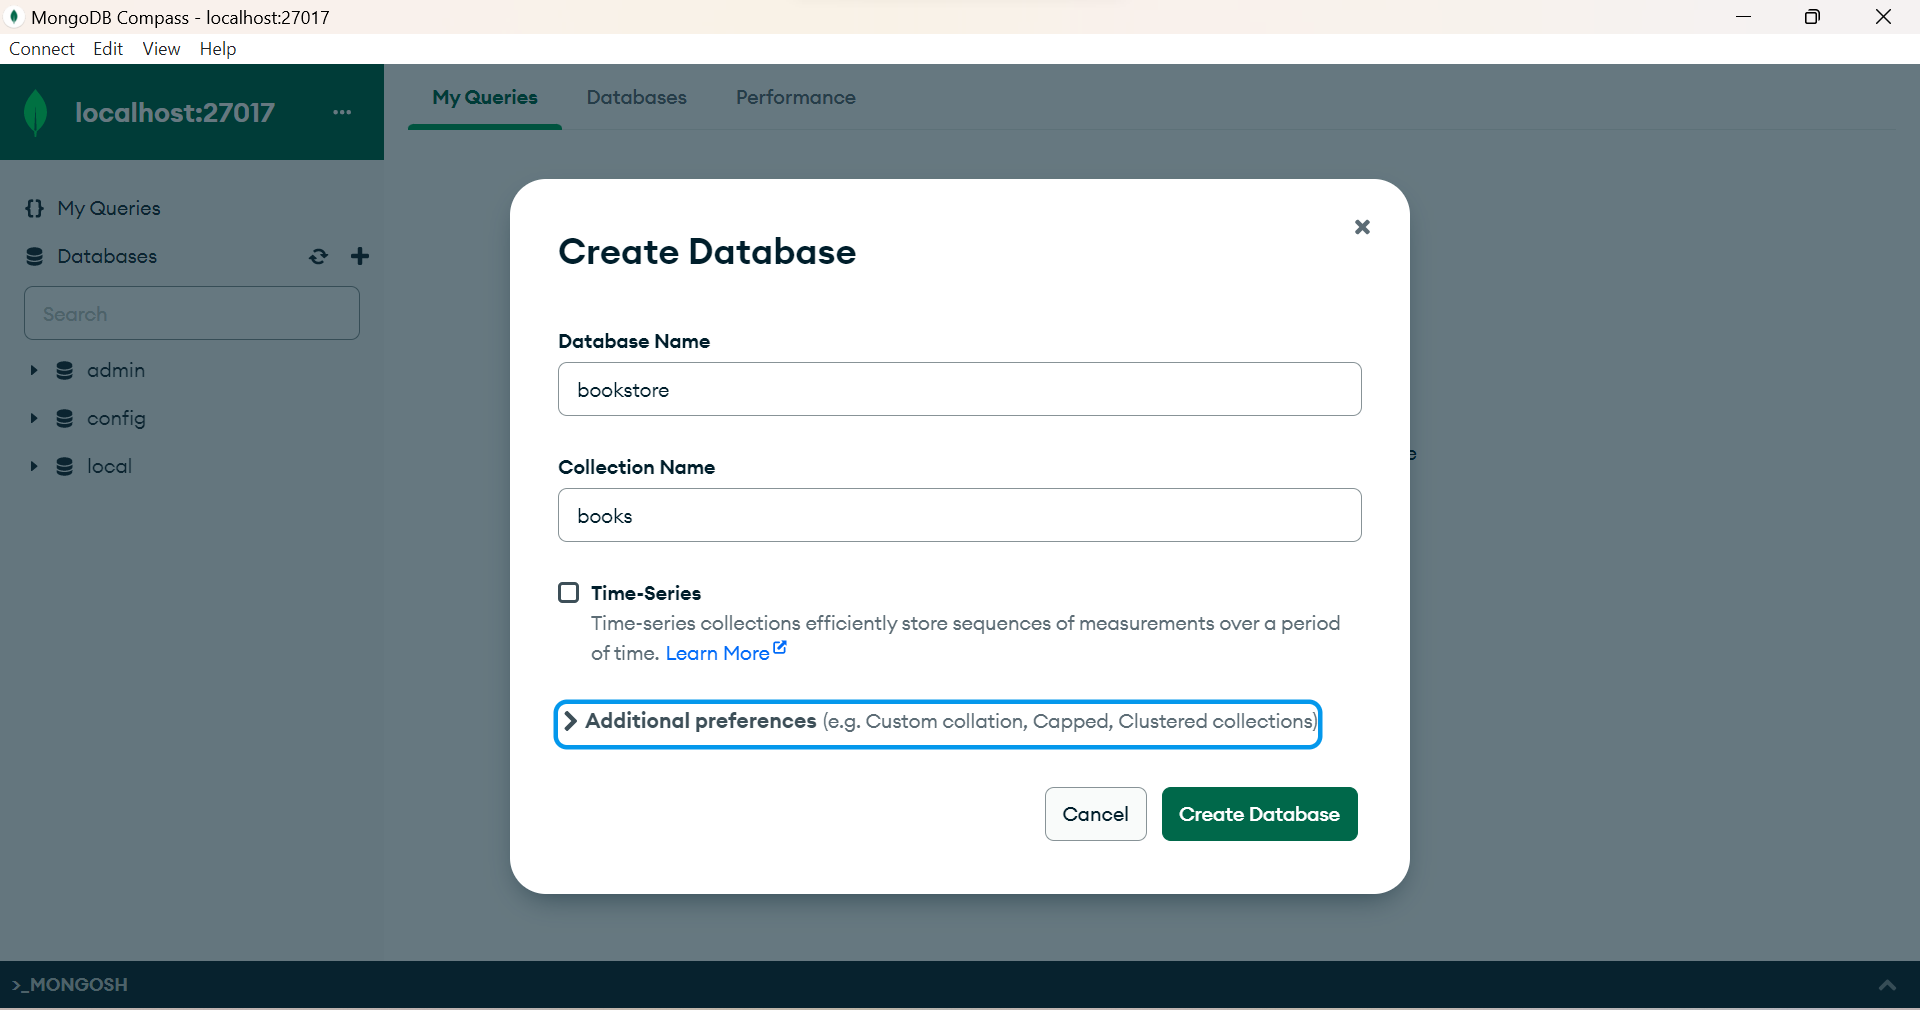 MongoDB Compass - localhost:27017
Connect Edit View Help
localhost:27017 ...
My Queries Databases Performance
{} My Queries
Databases
Search
admin
config
local
Create Database
Database Name
bookstore
Collection Name
books
Time-Series
Time-series collections efficiently store sequences of measurements over a period
of time. Learn More
Additional preferences (e.g. Custom collation, Capped, Clustered collections)
Cancel Create Database
e
>_MONGOSH